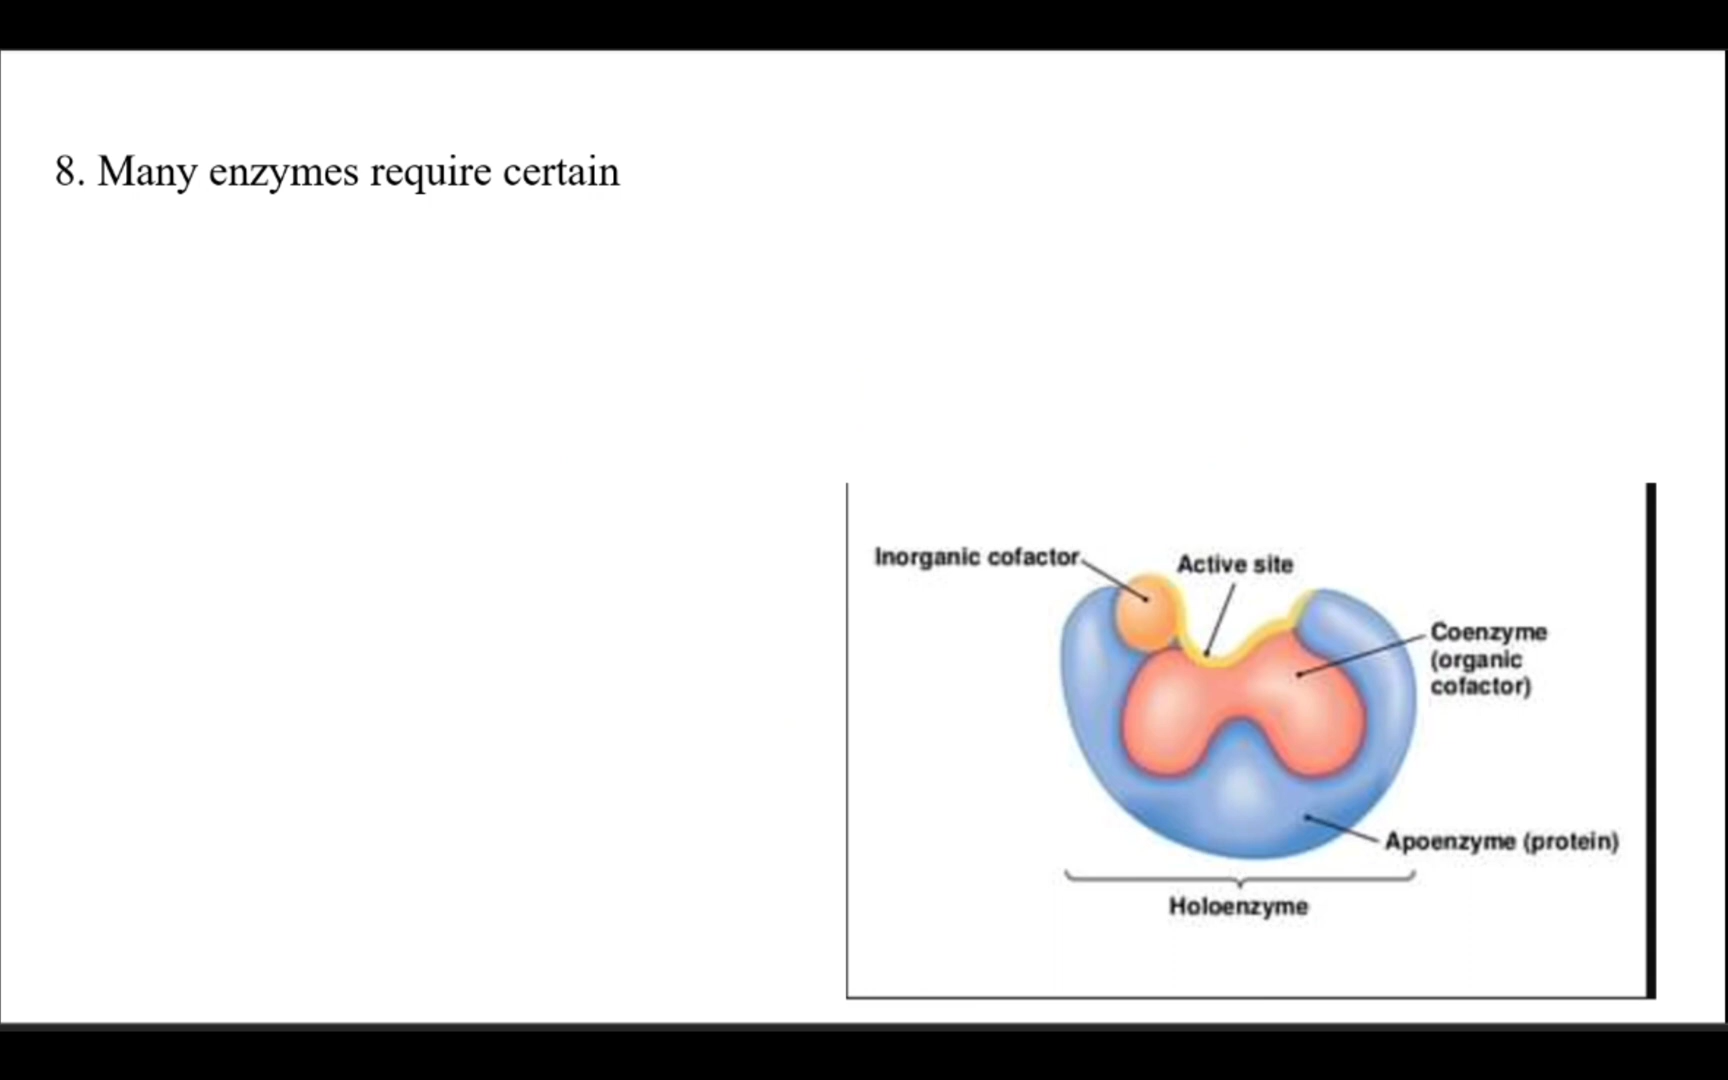 8. Many enzymes require certain
Inorganic cofactor
Active site
Coenzyme
(organic
cofactor)
Apoenzyme (protein)
Holoenzyme